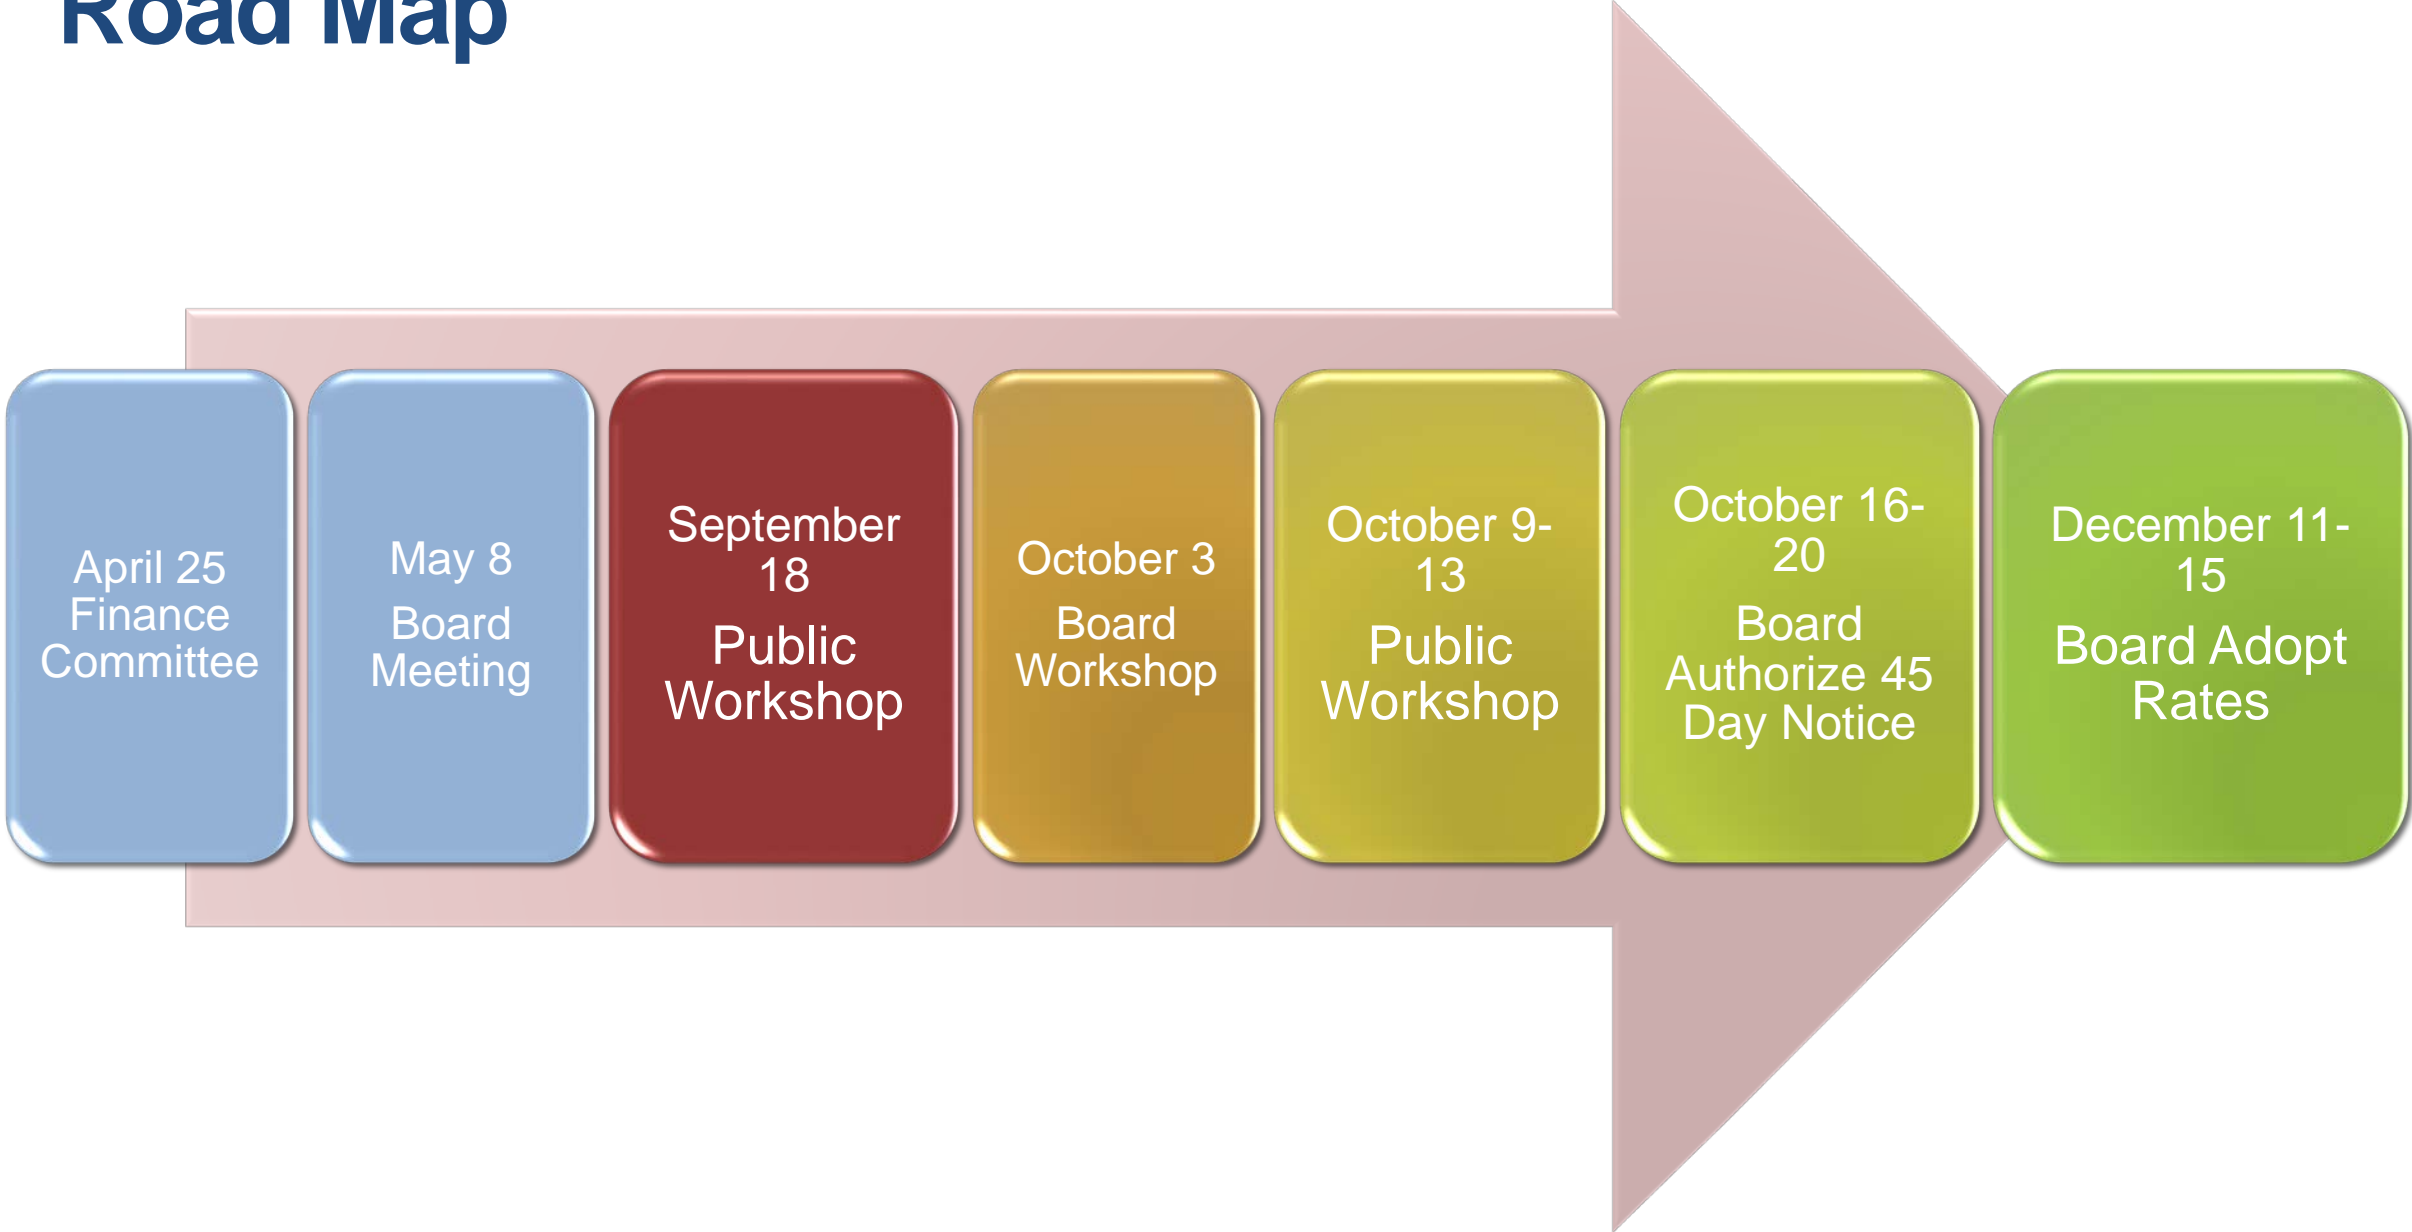 Road Map
April 25
Finance
Committee
May 8
Board
Meeting
September
18
Public
Workshop
October 3
Board
Workshop
October 9-
13
Public
Workshop
October 16-
20
Board
Authorize 45
Day Notice
December 11-
15
Board Adopt
Rates